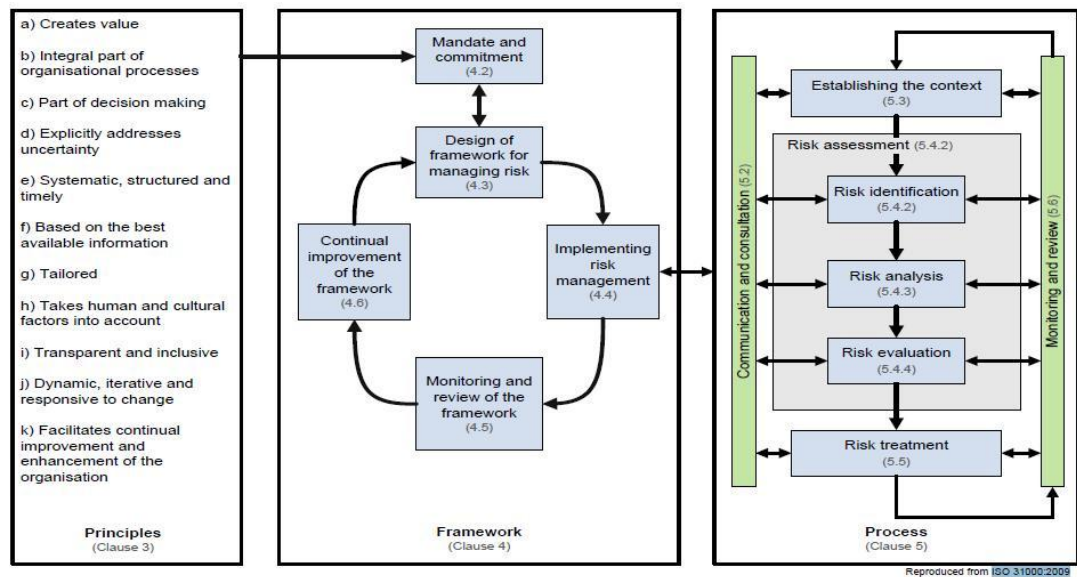 a) Creates value
b) Integral part of
organisational processes
c) Part of decision making
d) Explicitly addresses
uncertainty
e) Systematic, structured and
timely
f) Based on the best
available information
g) Tailored
h) Takes human and cultural
factors into account
i) Transparent and inclusive
j) Dynamic, iterative and
responsive to change
k) Facilitates continual
improvement and
enhancement of the
organisation
Principles
(Clause 3)
Mandate and
commitment
(4.2)
Design of
framework for
managing risk
(4.3)
Continual
improvement
of the
framework
(4.6)
Implementing
risk
management
(4.4)
Monitoring and
review of the
framework
(4.5)
Framework
(Clause 4)
Communication and consultation (5.2)
Establishing the context
(5.3)
Risk assessment (5.4.2)
Risk identification
(5.4.2)
Risk analysis
(5.4.3)
Risk evaluation
(5.4.4)
Risk treatment
(5.5)
Monitoring and review (5.6)
Process
(Clause 5)
Reproduced from ISO 31000:2009